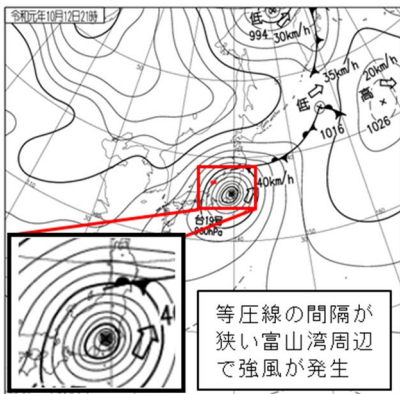 令和元年10月12日21時
低
994 30km/h
35km/h
低
1016
20km/h
高
1026
40km/h
台19号
等圧線の間隔が
狭い富山湾周辺
で強風が発生